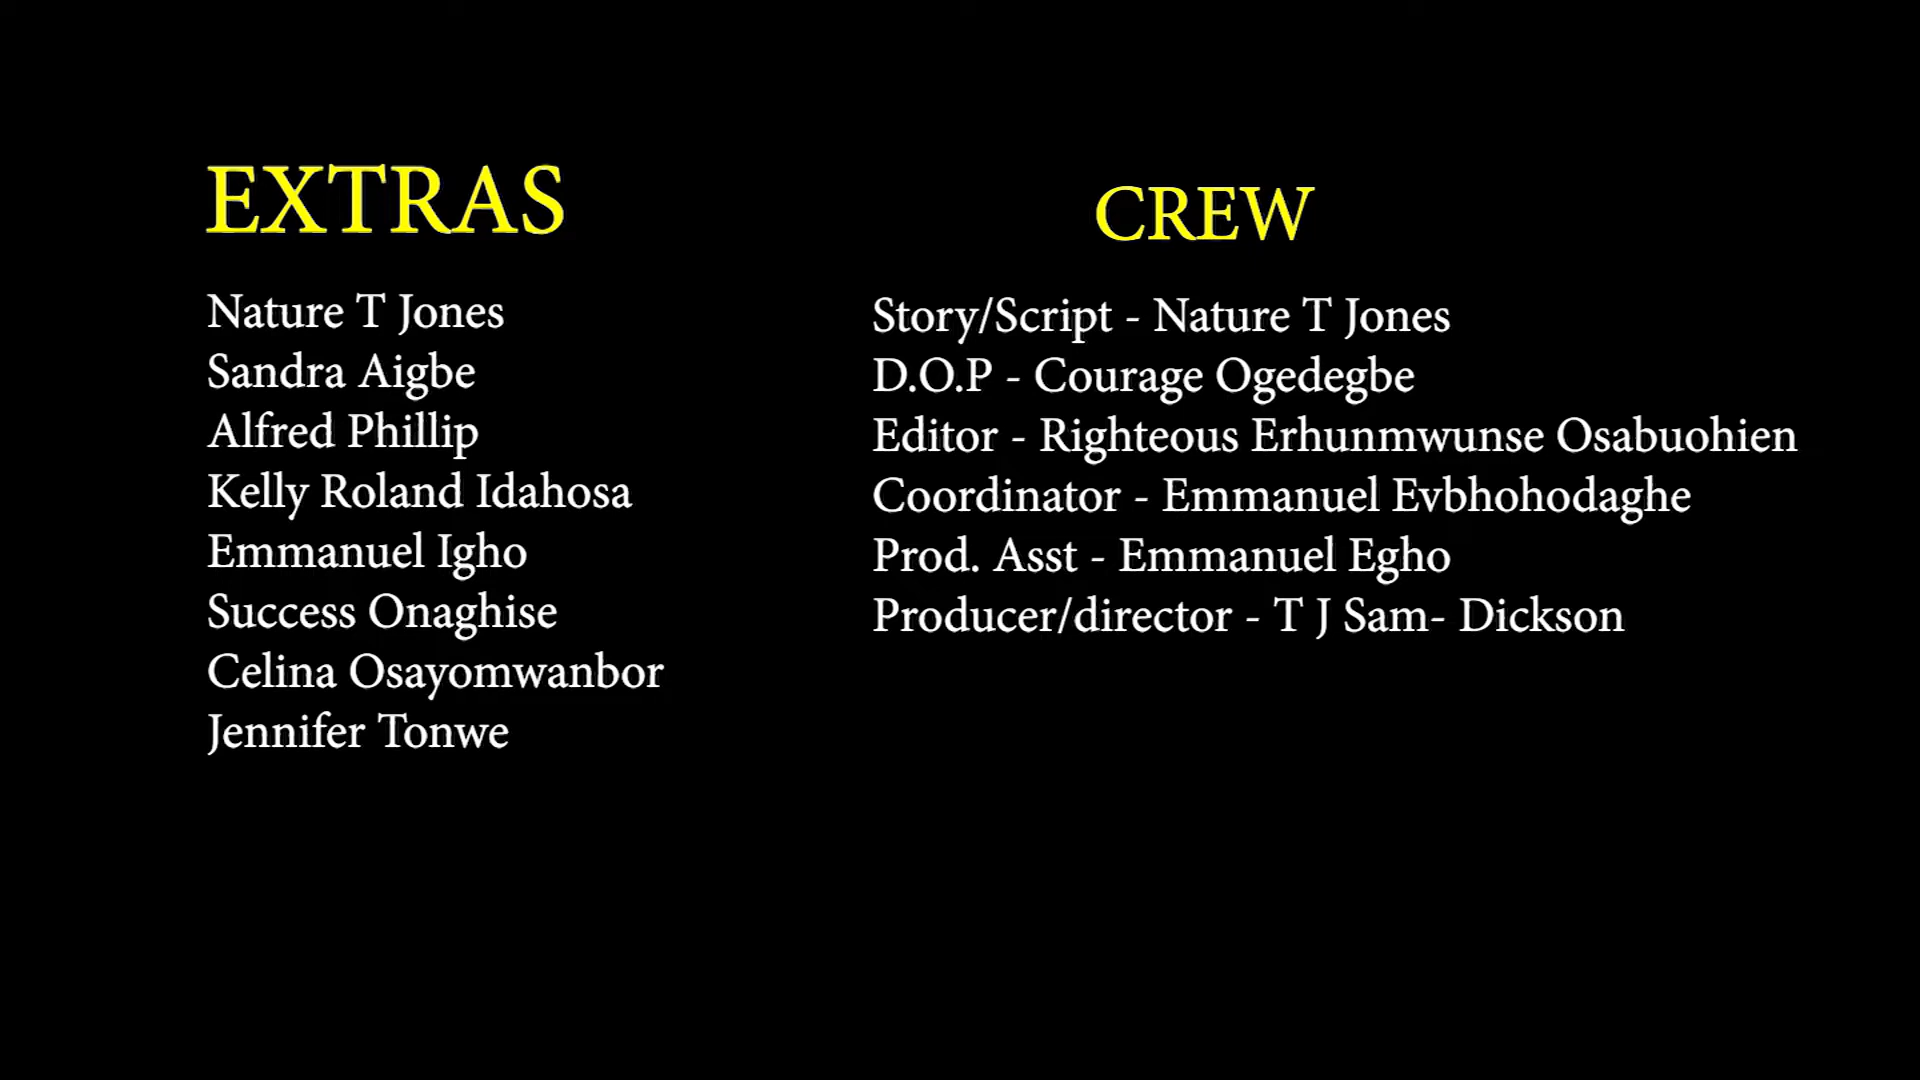 EXTRAS
Nature T Jones
Sandra Aigbe
Alfred Phillip
Kelly Roland Idahosa
Emmanuel Igho
Success Onaghise
Celina Osayomwanbor
Jennifer Tonwe
CREW
Story/Script - Nature T Jones
D.O.P - Courage Ogedegbe
Editor - Righteous Erhunmwunse Osabuohien
Coordinator - Emmanuel Evbhohodaghe
Prod. Asst - Emmanuel Egho
Producer/director - T J Sam- Dickson